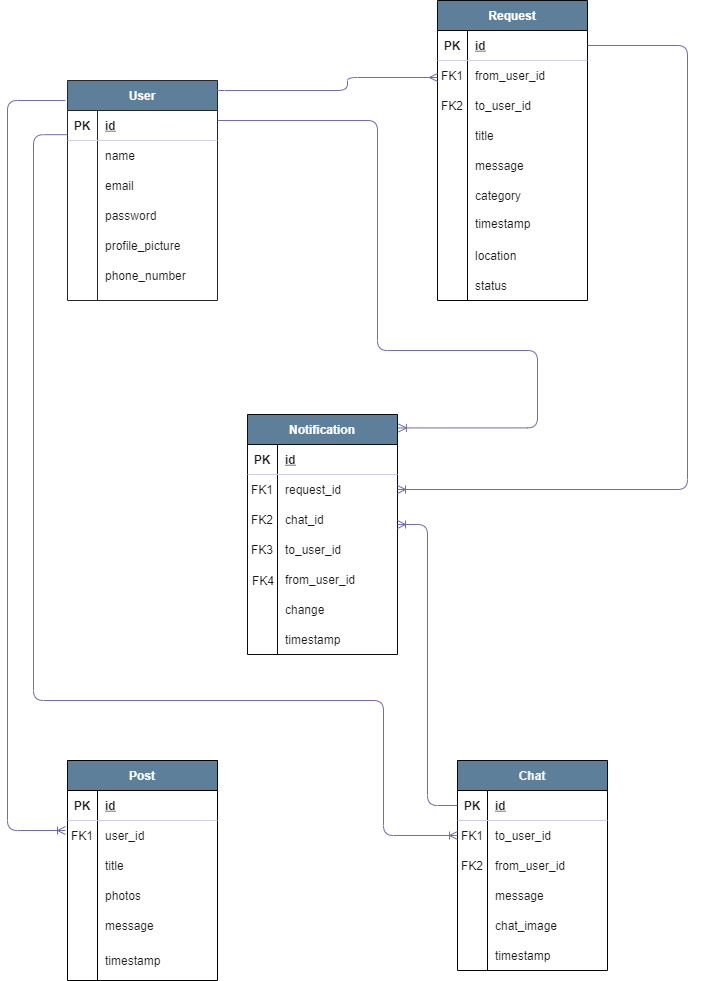 Request
PK id
FK1 from_user_id
FK2 to_user_id
title
message
category
timestamp
location
status
User
PK id
name
email
password
profile_picture
phone_number
Notification
PK id
FK1 request_id
FK2 chat_id
FK3 to_user_id
FK4 from_user_id
change
timestamp
Post
PK id
FK1 user_id
title
photos
message
timestamp
Chat
PK id
FK1 to_user_id
FK2 from_user_id
message
chat_image
timestamp